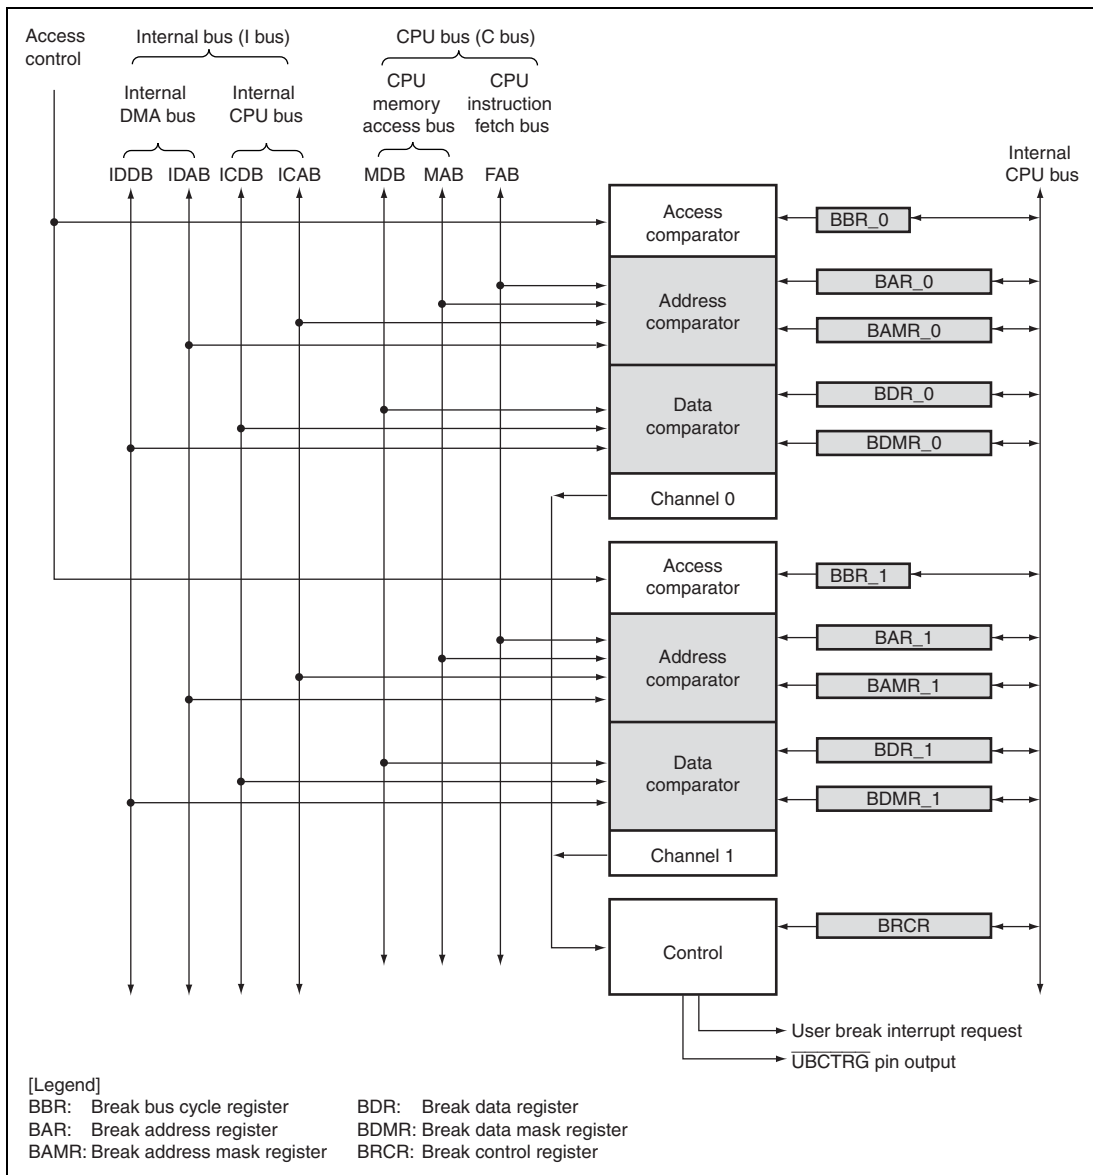 Access
control
Internal bus (I bus)
CPU bus (C bus)
Internal
DMA bus
Internal
CPU bus
CPU
memory
access bus
CPU
instruction
fetch bus
IDDB
IDAB
ICDB
ICAB
MDB
MAB
FAB
Internal
CPU bus
Access
comparator
BBR_0
Address
comparator
BAR_0
BAMR_0
Data
comparator
BDR_0
BDMR_0
Channel 0
Access
comparator
BBR_1
Address
comparator
BAR_1
BAMR_1
Data
comparator
BDR_1
BDMR_1
Channel 1
Control
BRCR
User break interrupt request
UBCTRG pin output
[Legend]
BBR: Break bus cycle register
BAR: Break address register
BAMR: Break address mask register
BDR: Break data register
BDMR: Break data mask register
BRCR: Break control register